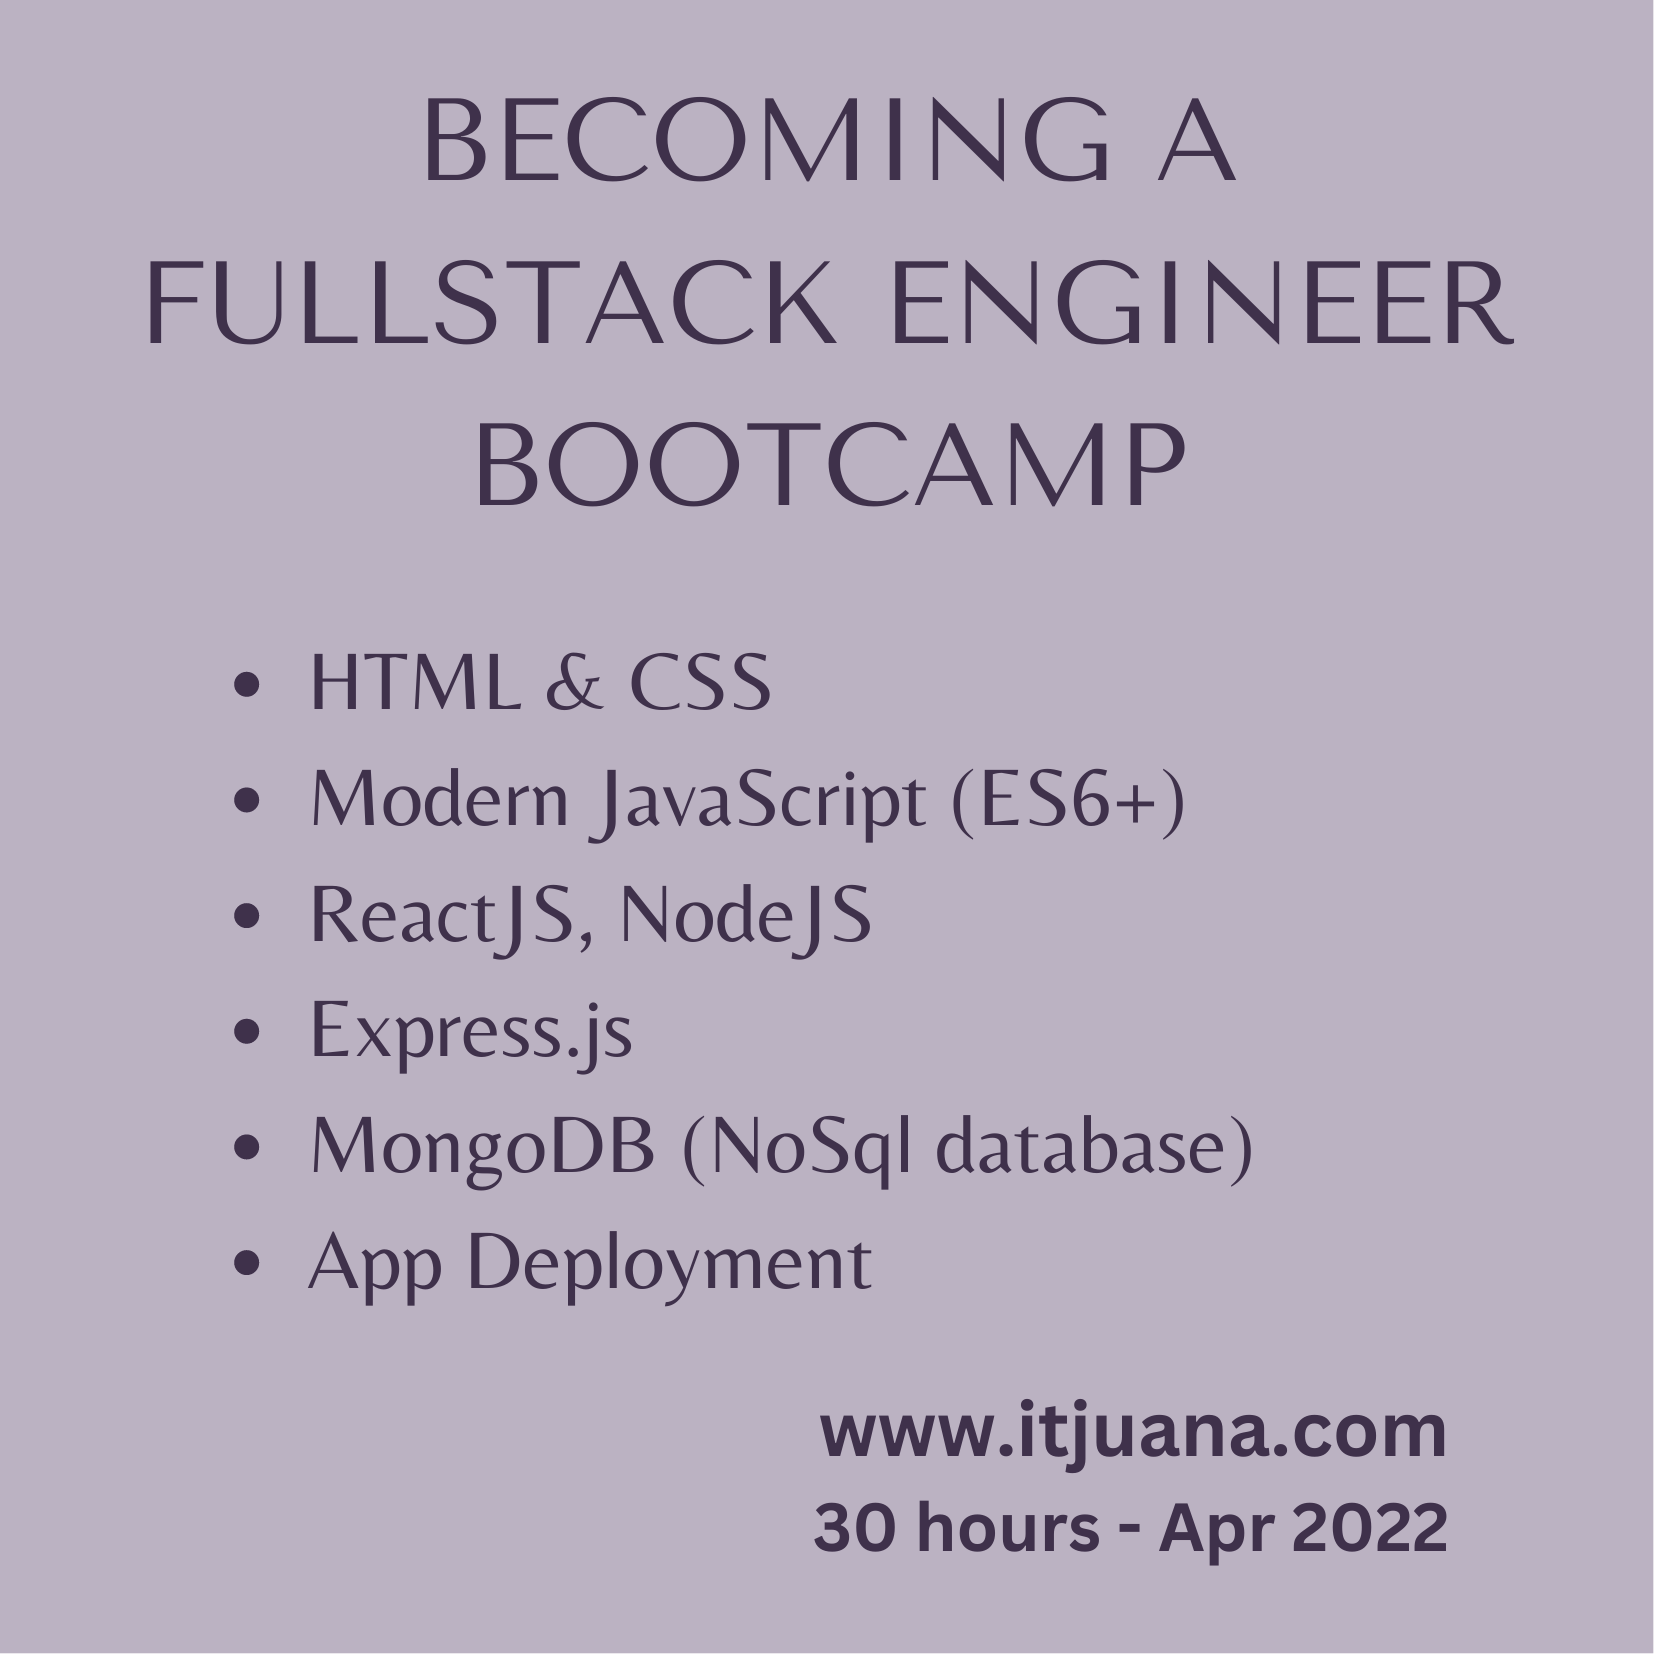 BECOMING A
FULLSTACK ENGINEER
BOOTCAMP
• HTML & CSS
• Modern JavaScript (ES6+)
• ReactJS, NodeJS
• Express.js
• MongoDB (NoSql database)
• App Deployment
www.itjuana.com
30 hours - Apr 2022